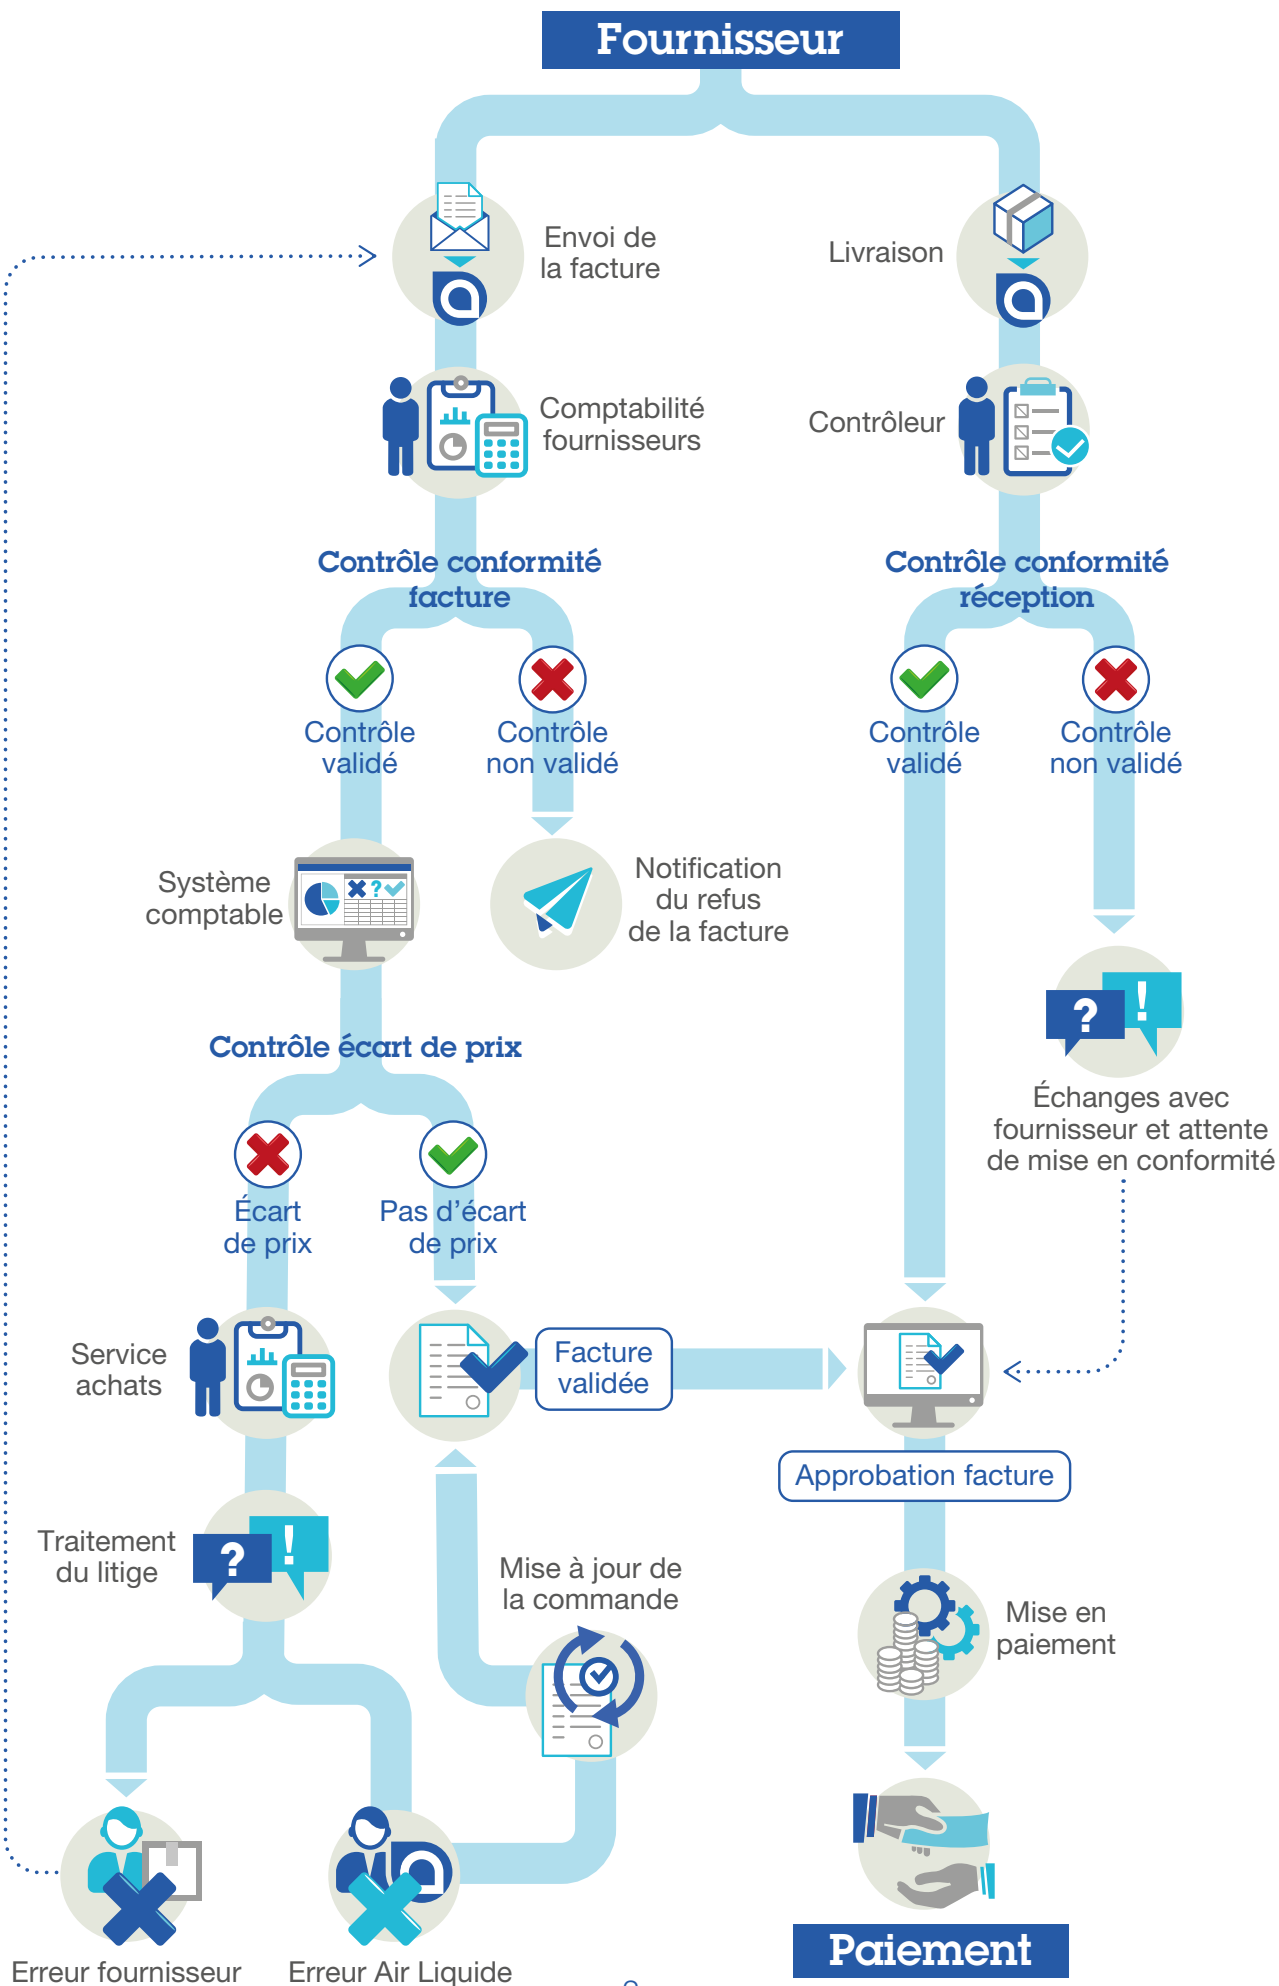 Fournisseur
Envoi de
la facture
Livraison
Comptabilité
fournisseurs
Contrôleur
Contrôle conformité
facture
Contrôle conformité
réception
Contrôle
validé
Contrôle
non validé
Contrôle
validé
Contrôle
non validé
Système
comptable
Notification
du refus
de la facture
?
Contrôle écart de prix
? !
Échanges avec
fournisseur et attente
de mise en conformité
Écart
de prix
Pas d'écart
de prix
Service
achats
Facture
validée
Approbation facture
Traitement
du litige
? !
Mise à jour de
la commande
Mise en
paiement
Erreur fournisseur
Erreur Air Liquide
Paiement